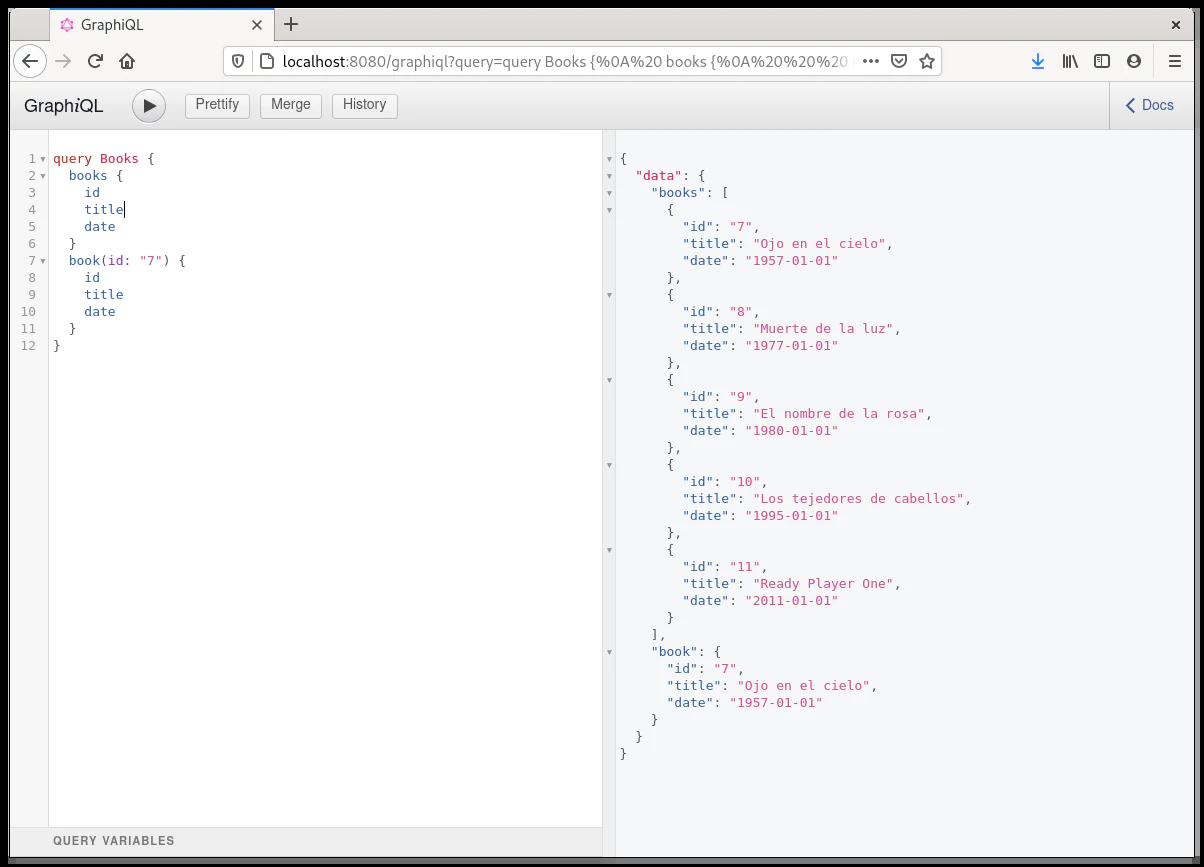 GraphiQL
localhost:8080/graphiql?query=query Books {%0A%20 books {%0A%20%20%20
GraphiQL Prettify Merge History Docs
1 query Books {
2   books {
3     id
4     title
5     date
6   }
7   book(id: "7") {
8     id
9     title
10     date
11   }
12 }
QUERY VARIABLES
{
  "data": {
    "books": [
      {
        "id": "7",
        "title": "Ojo en el cielo",
        "date": "1957-01-01"
      },
      {
        "id": "8",
        "title": "Muerte de la luz",
        "date": "1977-01-01"
      },
      {
        "id": "9",
        "title": "El nombre de la rosa",
        "date": "1980-01-01"
      },
      {
        "id": "10",
        "title": "Los tejedores de cabellos",
        "date": "1995-01-01"
      },
      {
        "id": "11",
        "title": "Ready Player One",
        "date": "2011-01-01"
      }
    ],
    "book": {
      "id": "7",
      "title": "Ojo en el cielo",
      "date": "1957-01-01"
    }
  }
}